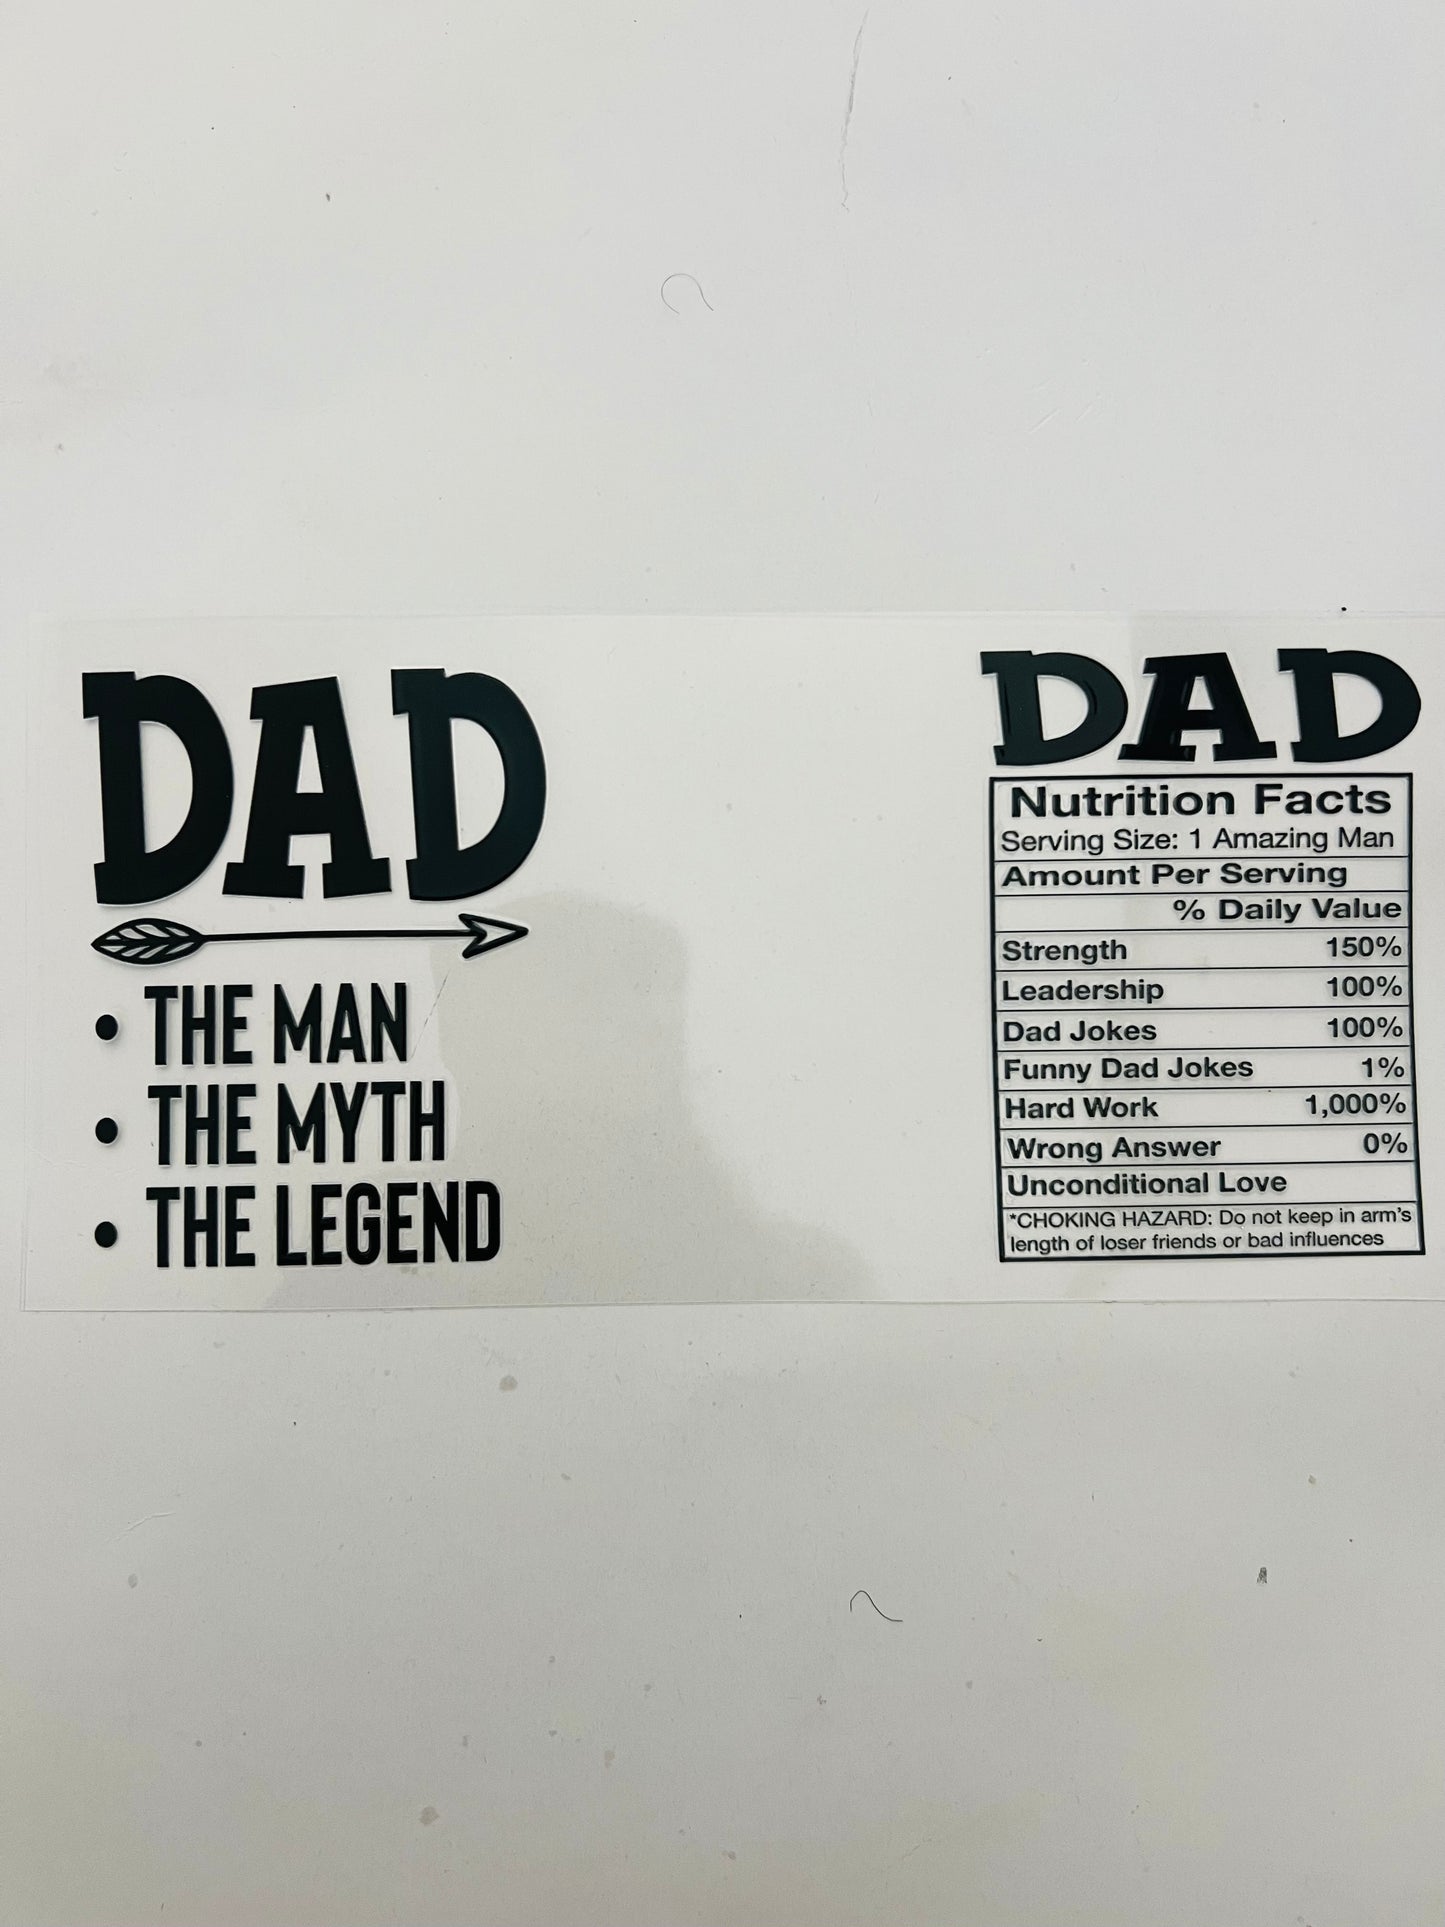 DAD
• THE MAN
• THE MYTH
• THE LEGEND
DAD
Nutrition Facts
Serving Size: 1 Amazing Man
Amount Per Serving
% Daily Value
Strength 150%
Leadership 100%
Dad Jokes 100%
Funny Dad Jokes 1%
Hard Work 1,000%
Wrong Answer 0%
Unconditional Love
*CHOKING HAZARD: Do not keep in arm's
length of loser friends or bad influences